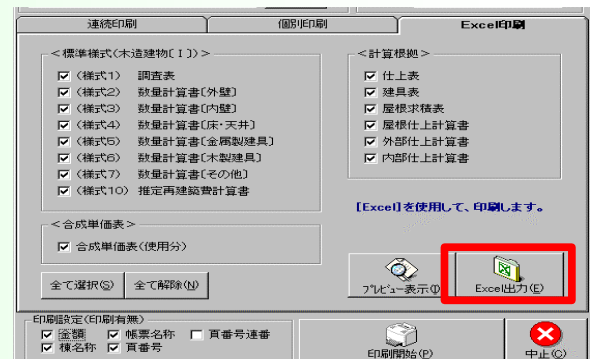 連続印刷
個別印刷
Excel印刷
＜標準様式(木造建物[Ⅰ])＞
(様式1) 調査表
(様式2) 数量計算書[外壁]
(様式3) 数量計算書[内壁]
(様式4) 数量計算書[床・天井]
(様式5) 数量計算書[金属製建具]
(様式6) 数量計算書[木製建具]
(様式7) 数量計算書[その他]
(様式10) 推定再建築費計算書
＜合成単価表＞
合成単価表(使用分)
全て選択(S)
全て解除(N)
＜計算根拠＞
仕上表
建具表
屋根求積表
屋根仕上計算書
外部仕上計算書
内部仕上計算書
[Excel]を使用して、印刷します。
ﾌﾟﾚﾋﾞｭｰ表示(I)
Excel出力(E)
印刷設定(印刷有無)
金額 帳票名称 頁番号連番
棟名称 頁番号
印刷開始(P)
中止(C)